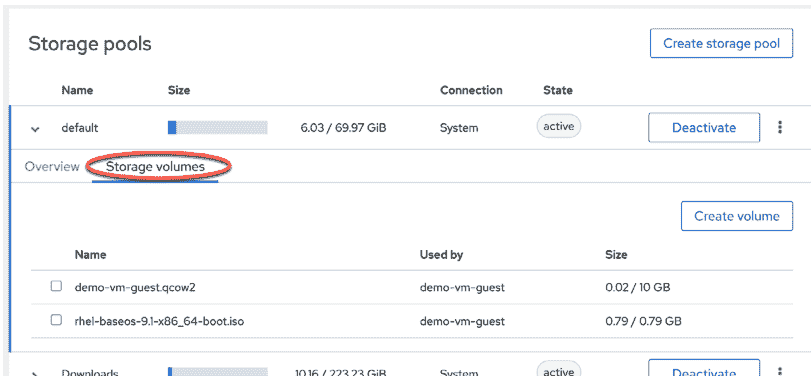 Storage pools
Create storage pool
Name Size Connection State
default 6.03 / 69.97 GiB System active Deactivate
Overview Storage volumes
Create volume
Name Used by Size
demo-vm-guest.qcow2 demo-vm-guest 0.02 / 10 GB
rhel-baseos-9.1-x86_64-boot.iso demo-vm-guest 0.79 / 0.79 GB
Downloads 10.16 / 223.23 GiB System active Deactivate